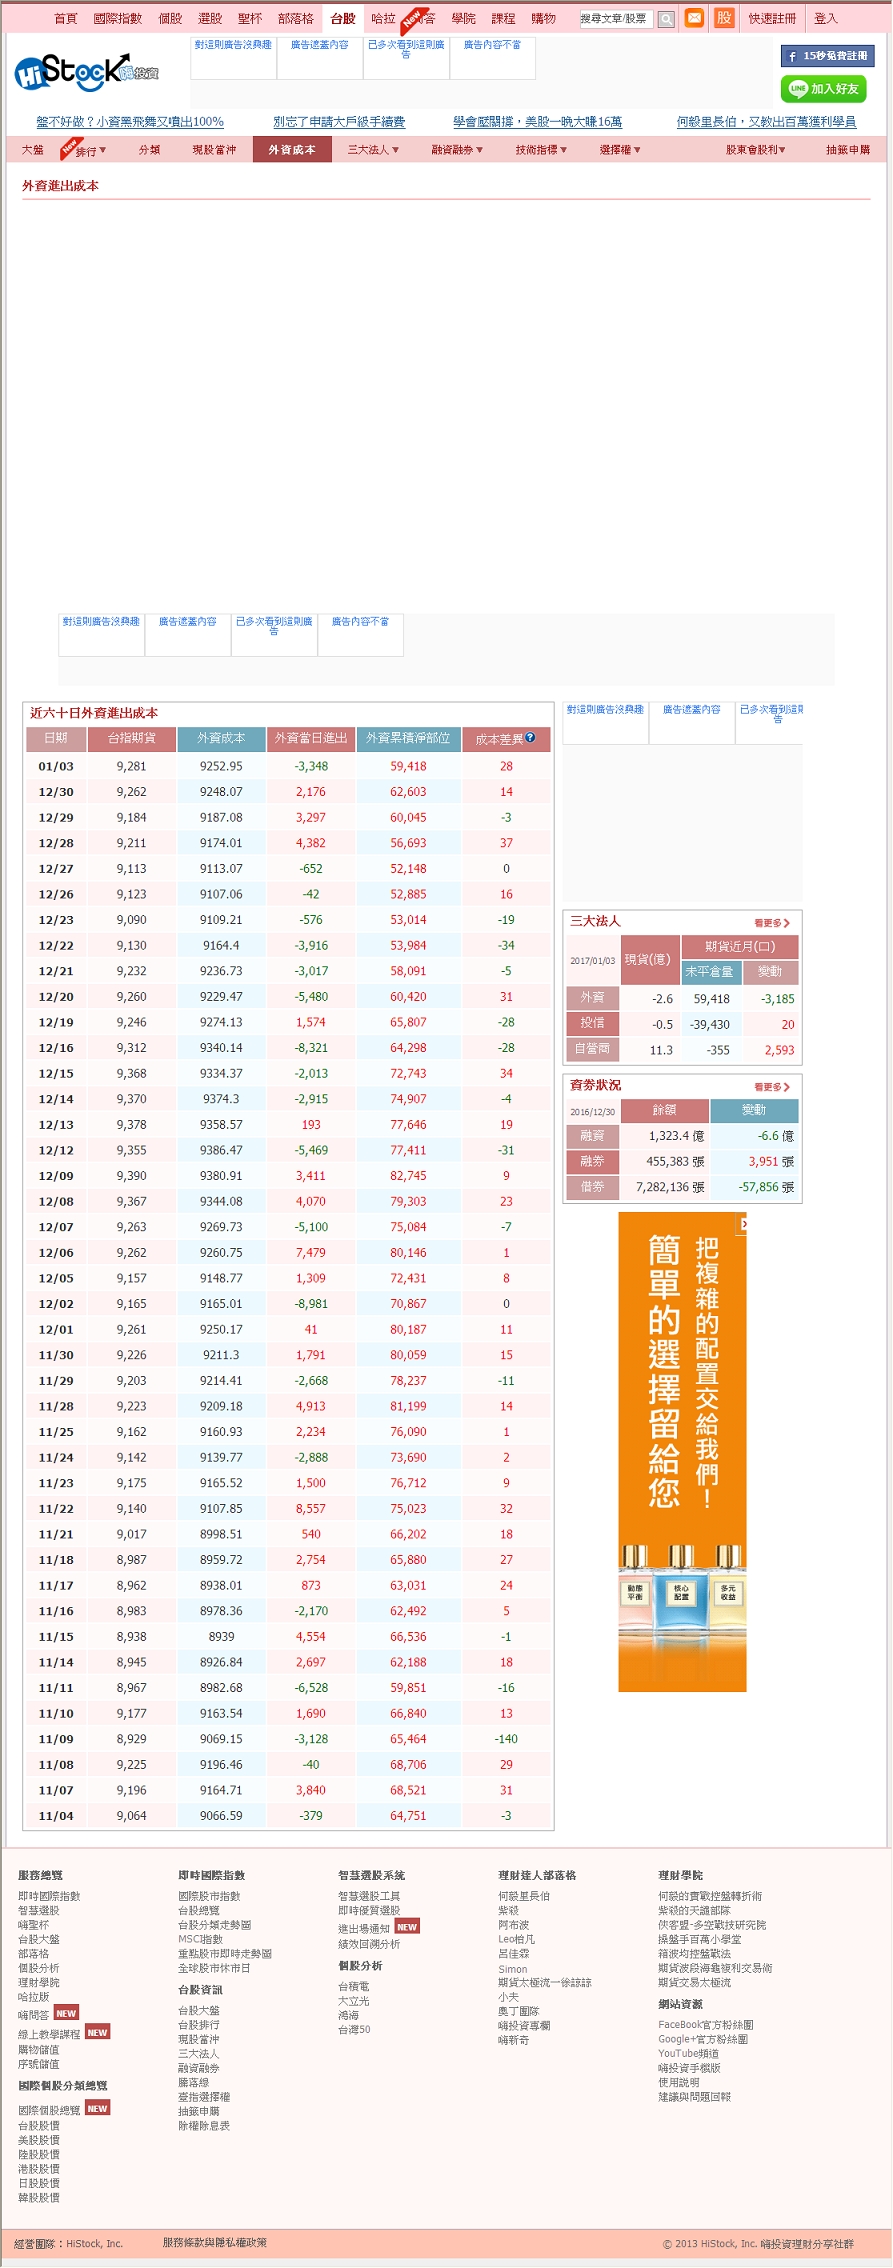 首頁 國際指數 個股 選股 聖杯 部落格 台股 哈拉 New 答 學院 課程 購物 搜尋文章/股票 股 快速註冊 登入
對這則廣告沒興趣 廣告遮蓋內容 已多次看到這則廣告 廣告內容不當
HiStock 嗨投資
f 15秒免費註冊
LINE 加入好友
盤不好做？小資黑飛舞又噴出100% 別忘了申請大戶級手續費 學會壓關撐，美股一晚大賺16萬 何毅里長伯，又教出百萬獲利學員
大盤 New 排行▼ 分類 現股當沖 外資成本 三大法人▼ 融資融券▼ 技術指標▼ 選擇權▼ 股東會股利▼ 抽籤申購
外資進出成本
對這則廣告沒興趣 廣告遮蓋內容 已多次看到這則廣告 廣告內容不當
近六十日外資進出成本
日期 台指期貨 外資成本 外資當日進出 外資累積淨部位 成本差異?
01/03 9,281 9252.95 -3,348 59,418 28
12/30 9,262 9248.07 2,176 62,603 14
12/29 9,184 9187.08 3,297 60,045 -3
12/28 9,211 9174.01 4,382 56,693 37
12/27 9,113 9113.07 -652 52,148 0
12/26 9,123 9107.06 -42 52,885 16
12/23 9,090 9109.21 -576 53,014 -19
12/22 9,130 9164.4 -3,916 53,984 -34
12/21 9,232 9236.73 -3,017 58,091 -5
12/20 9,260 9229.47 -5,480 60,420 31
12/19 9,246 9274.13 1,574 65,807 -28
12/16 9,312 9340.14 -8,321 64,298 -28
12/15 9,368 9334.37 -2,013 72,743 34
12/14 9,370 9374.3 -2,915 74,907 -4
12/13 9,378 9358.57 193 77,646 19
12/12 9,355 9386.47 -5,469 77,411 -31
12/09 9,390 9380.91 3,411 82,745 9
12/08 9,367 9344.08 4,070 79,303 23
12/07 9,263 9269.73 -5,100 75,084 -7
12/06 9,262 9260.75 7,479 80,146 1
12/05 9,157 9148.77 1,309 72,431 8
12/02 9,165 9165.01 -8,981 70,867 0
12/01 9,261 9250.17 41 80,187 11
11/30 9,226 9211.3 1,791 80,059 15
11/29 9,203 9214.41 -2,668 78,237 -11
11/28 9,223 9209.18 4,913 81,199 14
11/25 9,162 9160.93 2,234 76,090 1
11/24 9,142 9139.77 -2,888 73,690 2
11/23 9,175 9165.52 1,500 76,712 9
11/22 9,140 9107.85 8,557 75,023 32
11/21 9,017 8998.51 540 66,202 18
11/18 8,987 8959.72 2,754 65,880 27
11/17 8,962 8938.01 873 63,031 24
11/16 8,983 8978.36 -2,170 62,492 5
11/15 8,938 8939 4,554 66,536 -1
11/14 8,945 8926.84 2,697 62,188 18
11/11 8,967 8982.68 -6,528 59,851 -16
11/10 9,177 9163.54 1,690 66,840 13
11/09 8,929 9069.15 -3,128 65,464 -140
11/08 9,225 9196.46 -40 68,706 29
11/07 9,196 9164.71 3,840 68,521 31
11/04 9,064 9066.59 -379 64,751 -3
對這則廣告沒興趣 廣告遮蓋內容 已多次看到這則廣告
三大法人 看更多
2017/01/03 現貨(億) 期貨近月(口)
未平倉量 變動
外資 -2.6 59,418 -3,185
投信 -0.5 -39,430 20
自營商 11.3 -355 2,593
資券狀況 看更多
2016/12/30 餘額 變動
融資 1,323.4 億 -6.6 億
融券 455,383 張 3,951 張
借券 7,282,136 張 -57,856 張
把複雜的配置交給我們！
簡單的選擇留給您
動態平衡 核心配置 多元收益
服務總覽
即時國際指數
智慧選股
嗨聖杯
台股大盤
部落格
個股分析
理財學院
哈拉版
嗨問答 NEW
線上教學課程 NEW
購物儲值
序號儲值
國際個股分類總覽
國際個股總覽 NEW
台股股價
美股股價
陸股股價
港股股價
日股股價
韓股股價
即時國際指數
國際股市指數
台股總覽
台股分類走勢圖
MSCI指數
重點股市即時走勢圖
全球股市休市日
台股資訊
台股大盤
台股排行
現股當沖
三大法人
融資融券
騰落線
臺指選擇權
抽籤申購
除權除息表
智慧選股系統
智慧選股工具
即時優質選股
進出場通知 NEW
績效回溯分析
個股分析
台積電
大立光
鴻海
台灣50
理財達人部落格
何毅里長伯
紫殺
阿布波
Leo槍凡
呂佳霖
Simon
期貨太極流—徐諒諒
小夫
奧丁團隊
嗨投資專欄
嗨新奇
理財學院
何毅的實戰控盤轉折術
紫殺的天譴部隊
俠客盟-多空戰技研究院
操盤手百萬小學堂
箱波均控盤戰法
期貨波段海龜複利交易術
期貨交易太極流
網站資源
FaceBook官方粉絲團
Google+官方粉絲團
YouTube頻道
嗨投資手機版
使用說明
建議與問題回報
經營團隊：HiStock, Inc. 服務條款與隱私權政策 © 2013 HiStock, Inc. 嗨投資理財分享社群